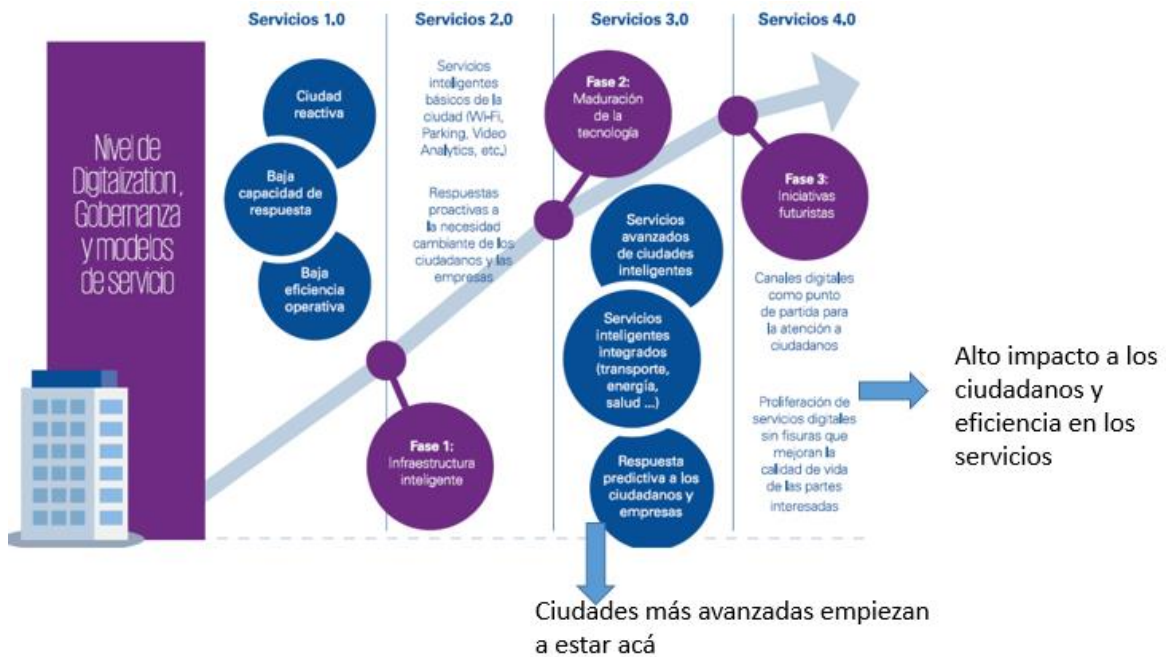 Servicios 1.0
Servicios 2.0
Servicios 3.0
Servicios 4.0
Nivel de
Digitalization,
Gobernanza
y modelos
de servicio
Ciudad
reactiva
Baja
capacidad de
respuesta
Baja
eficiencia
operativa
Fase 1:
Infraestructura
inteligente
Servicios
inteligentes
básicos de la
ciudad (Wi-Fi,
Parking, Video
Analytics, etc.)
Respuestas
proactivas a
la necesidad
cambiante de los
ciudadanos y las
empresas
Fase 2:
Maduración
de la
tecnología
Servicios
avanzados
de ciudades
inteligentes
Servicios
inteligentes
integrados
(transporte,
energía,
salud ...)
Respuesta
predictiva a los
ciudadanos y
empresas
Fase 3:
Iniciativas
futuristas
Canales digitales
como punto
de partida para
la atención a
ciudadanos
Proliferación de
servicios digitales
sin fisuras que
mejoran la
calidad de vida
de las partes
interesadas
Alto impacto a los
ciudadanos y
eficiencia en los
servicios
Ciudades más avanzadas empiezan
a estar acá